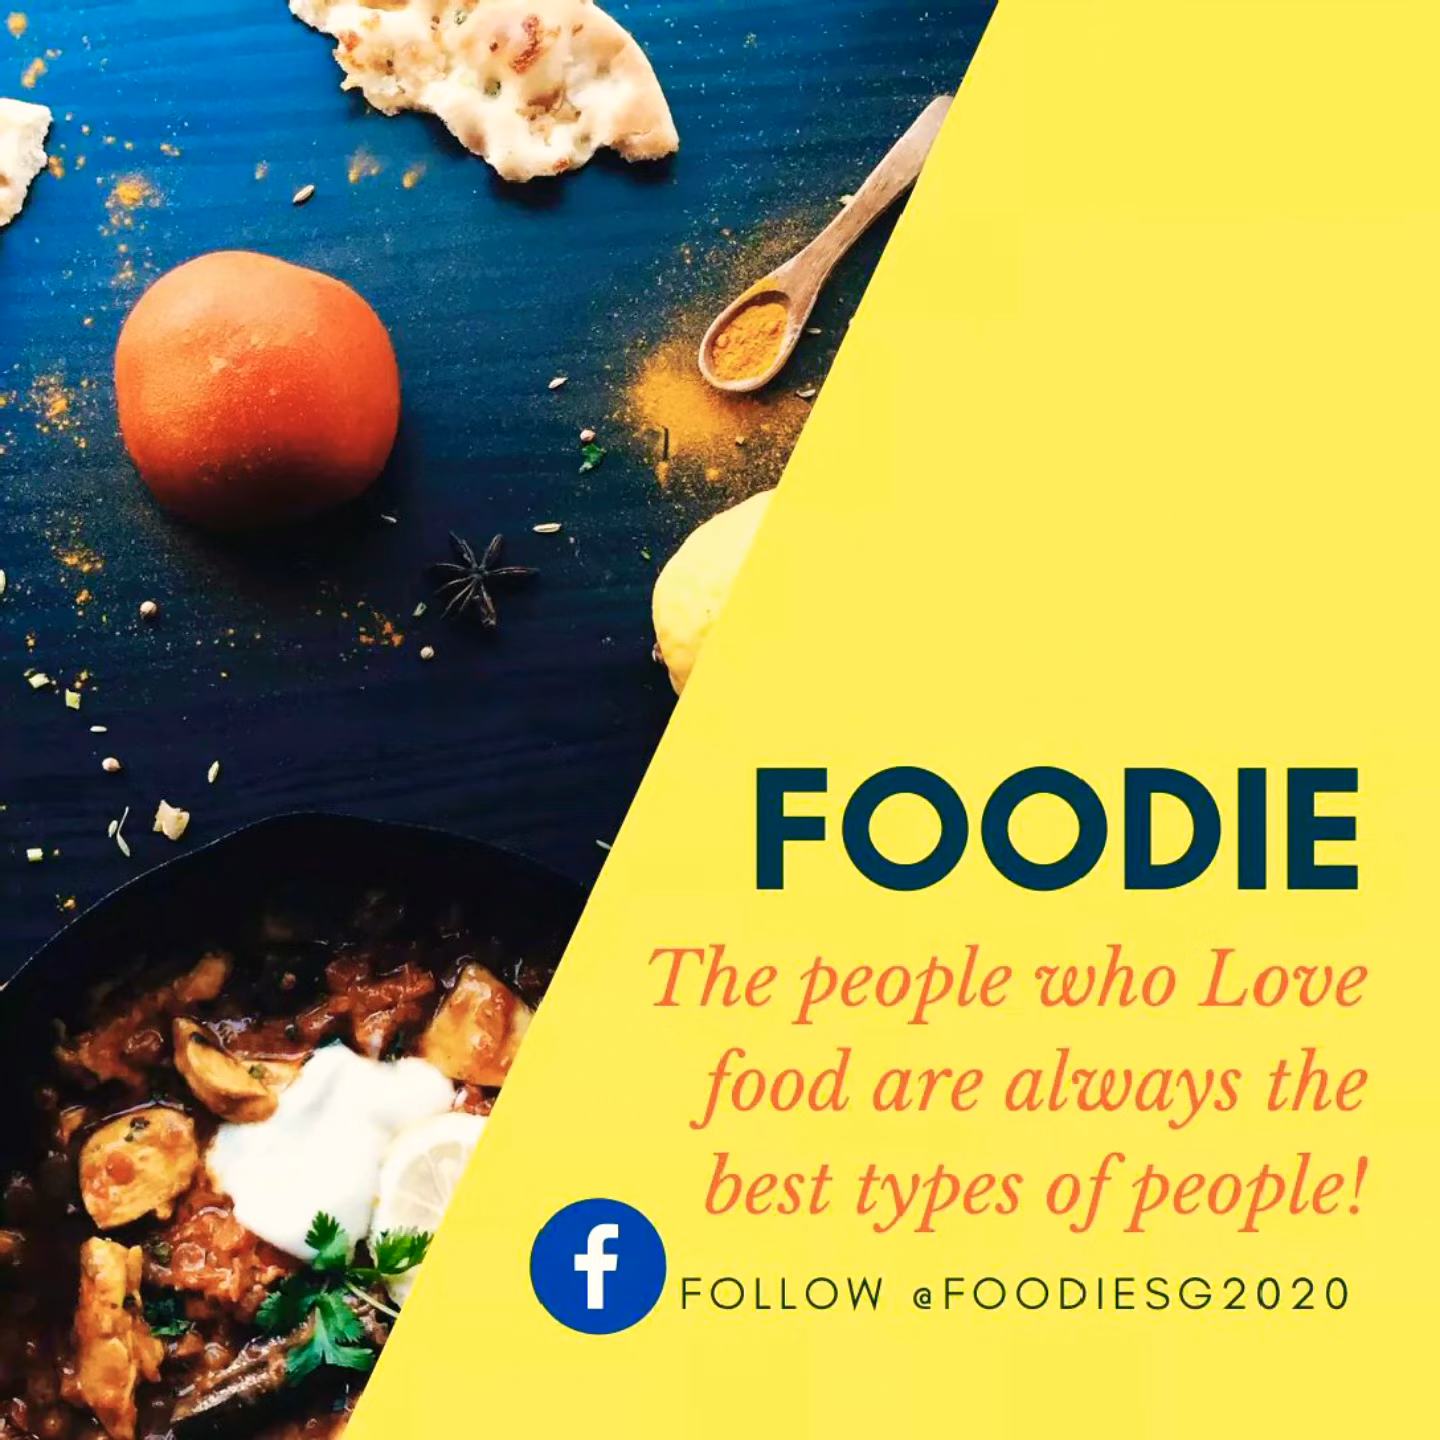 FOODIE
The people who Love
food are always the
best types of people!
f
FOLLOW @FOODIESG2020